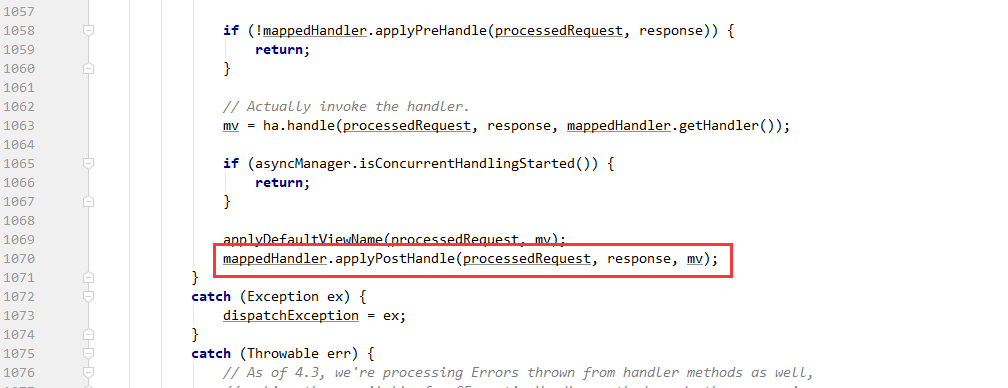 1057
1058 if (!mappedHandler.applyPreHandle(processedRequest, response)) {
1059 return;
1060 }
1061
1062 // Actually invoke the handler.
1063 mv = ha.handle(processedRequest, response, mappedHandler.getHandler());
1064
1065 if (asyncManager.isConcurrentHandlingStarted()) {
1066 return;
1067 }
1068
1069 applyDefaultViewName(processedRequest, mv);
1070 mappedHandler.applyPostHandle(processedRequest, response, mv);
1071 }
1072 catch (Exception ex) {
1073 dispatchException = ex;
1074 }
1075 catch (Throwable err) {
1076 // As of 4.3, we're processing Errors thrown from handler methods as well,